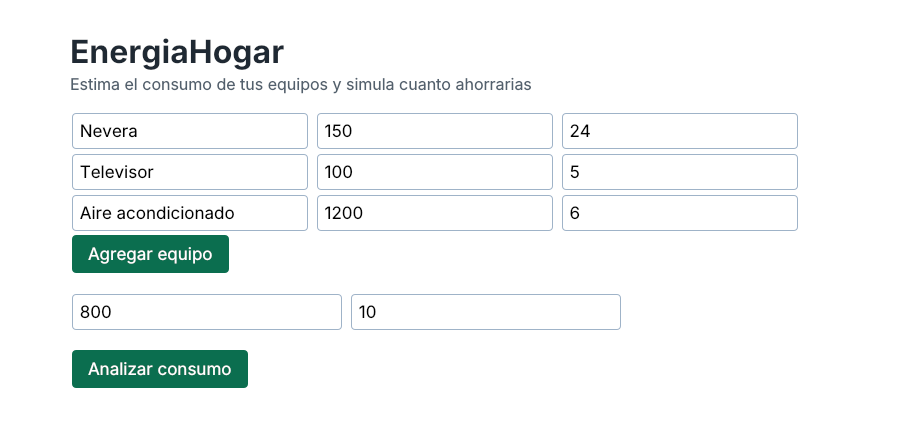 EnergiaHogar
Estima el consumo de tus equipos y simula cuanto ahorrarias
Nevera 150 24
Televisor 100 5
Aire acondicionado 1200 6
Agregar equipo
800 10
Analizar consumo